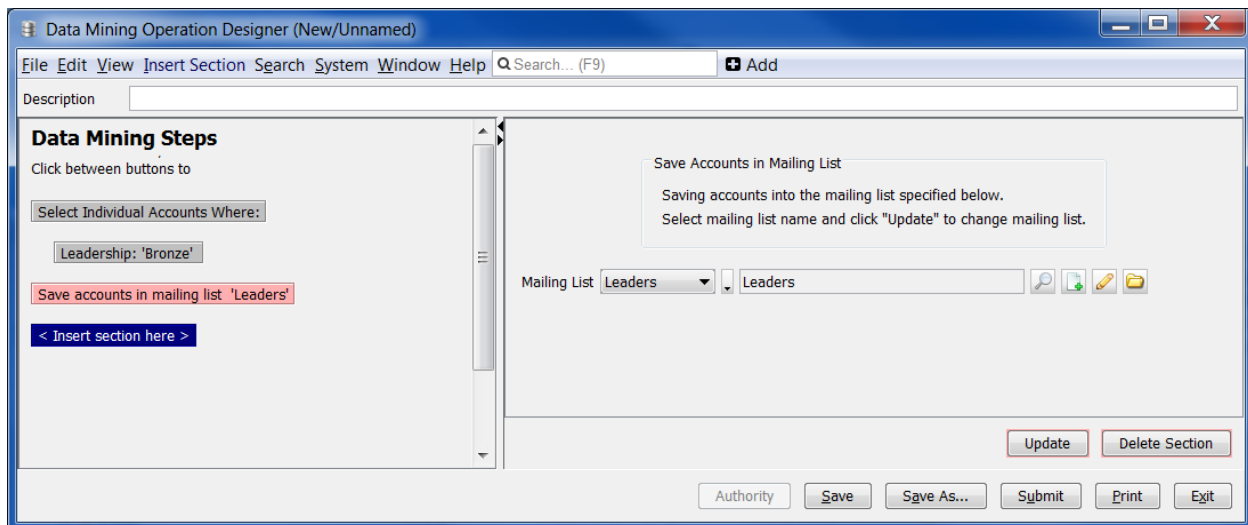 Data Mining Operation Designer (New/Unnamed)
File Edit View Insert Section Search System Window Help Search... (F9) Add
Description
Data Mining Steps
Click between buttons to
Select Individual Accounts Where:
Leadership: 'Bronze'
Save accounts in mailing list 'Leaders'
< Insert section here >
Save Accounts in Mailing List
Saving accounts into the mailing list specified below.
Select mailing list name and click "Update" to change mailing list.
Mailing List Leaders Leaders
Update Delete Section
Authority Save Save As... Submit Print Exit